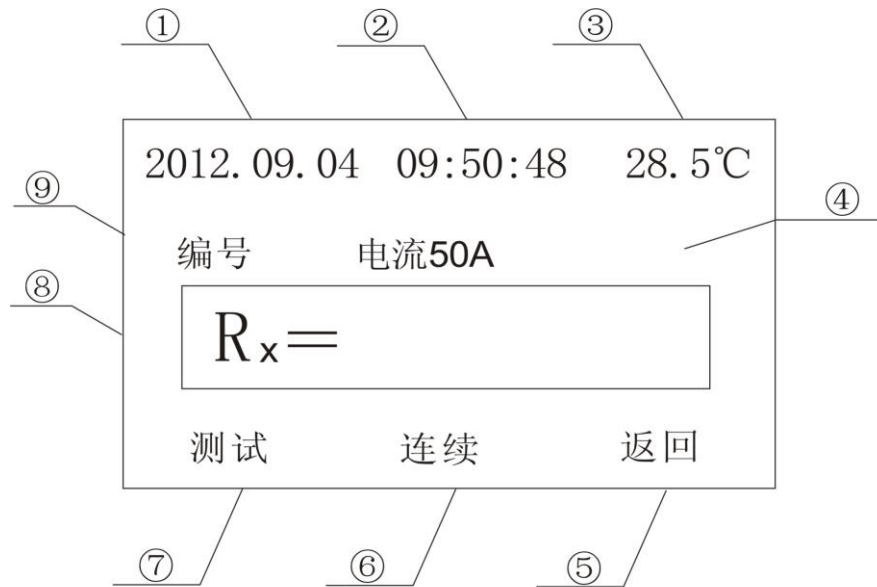 ① ② ③
2012.09.04 09:50:48 28.5℃
⑨ ④
编号 电流50A
⑧
Rx=
测试 连续 返回
⑦ ⑥ ⑤